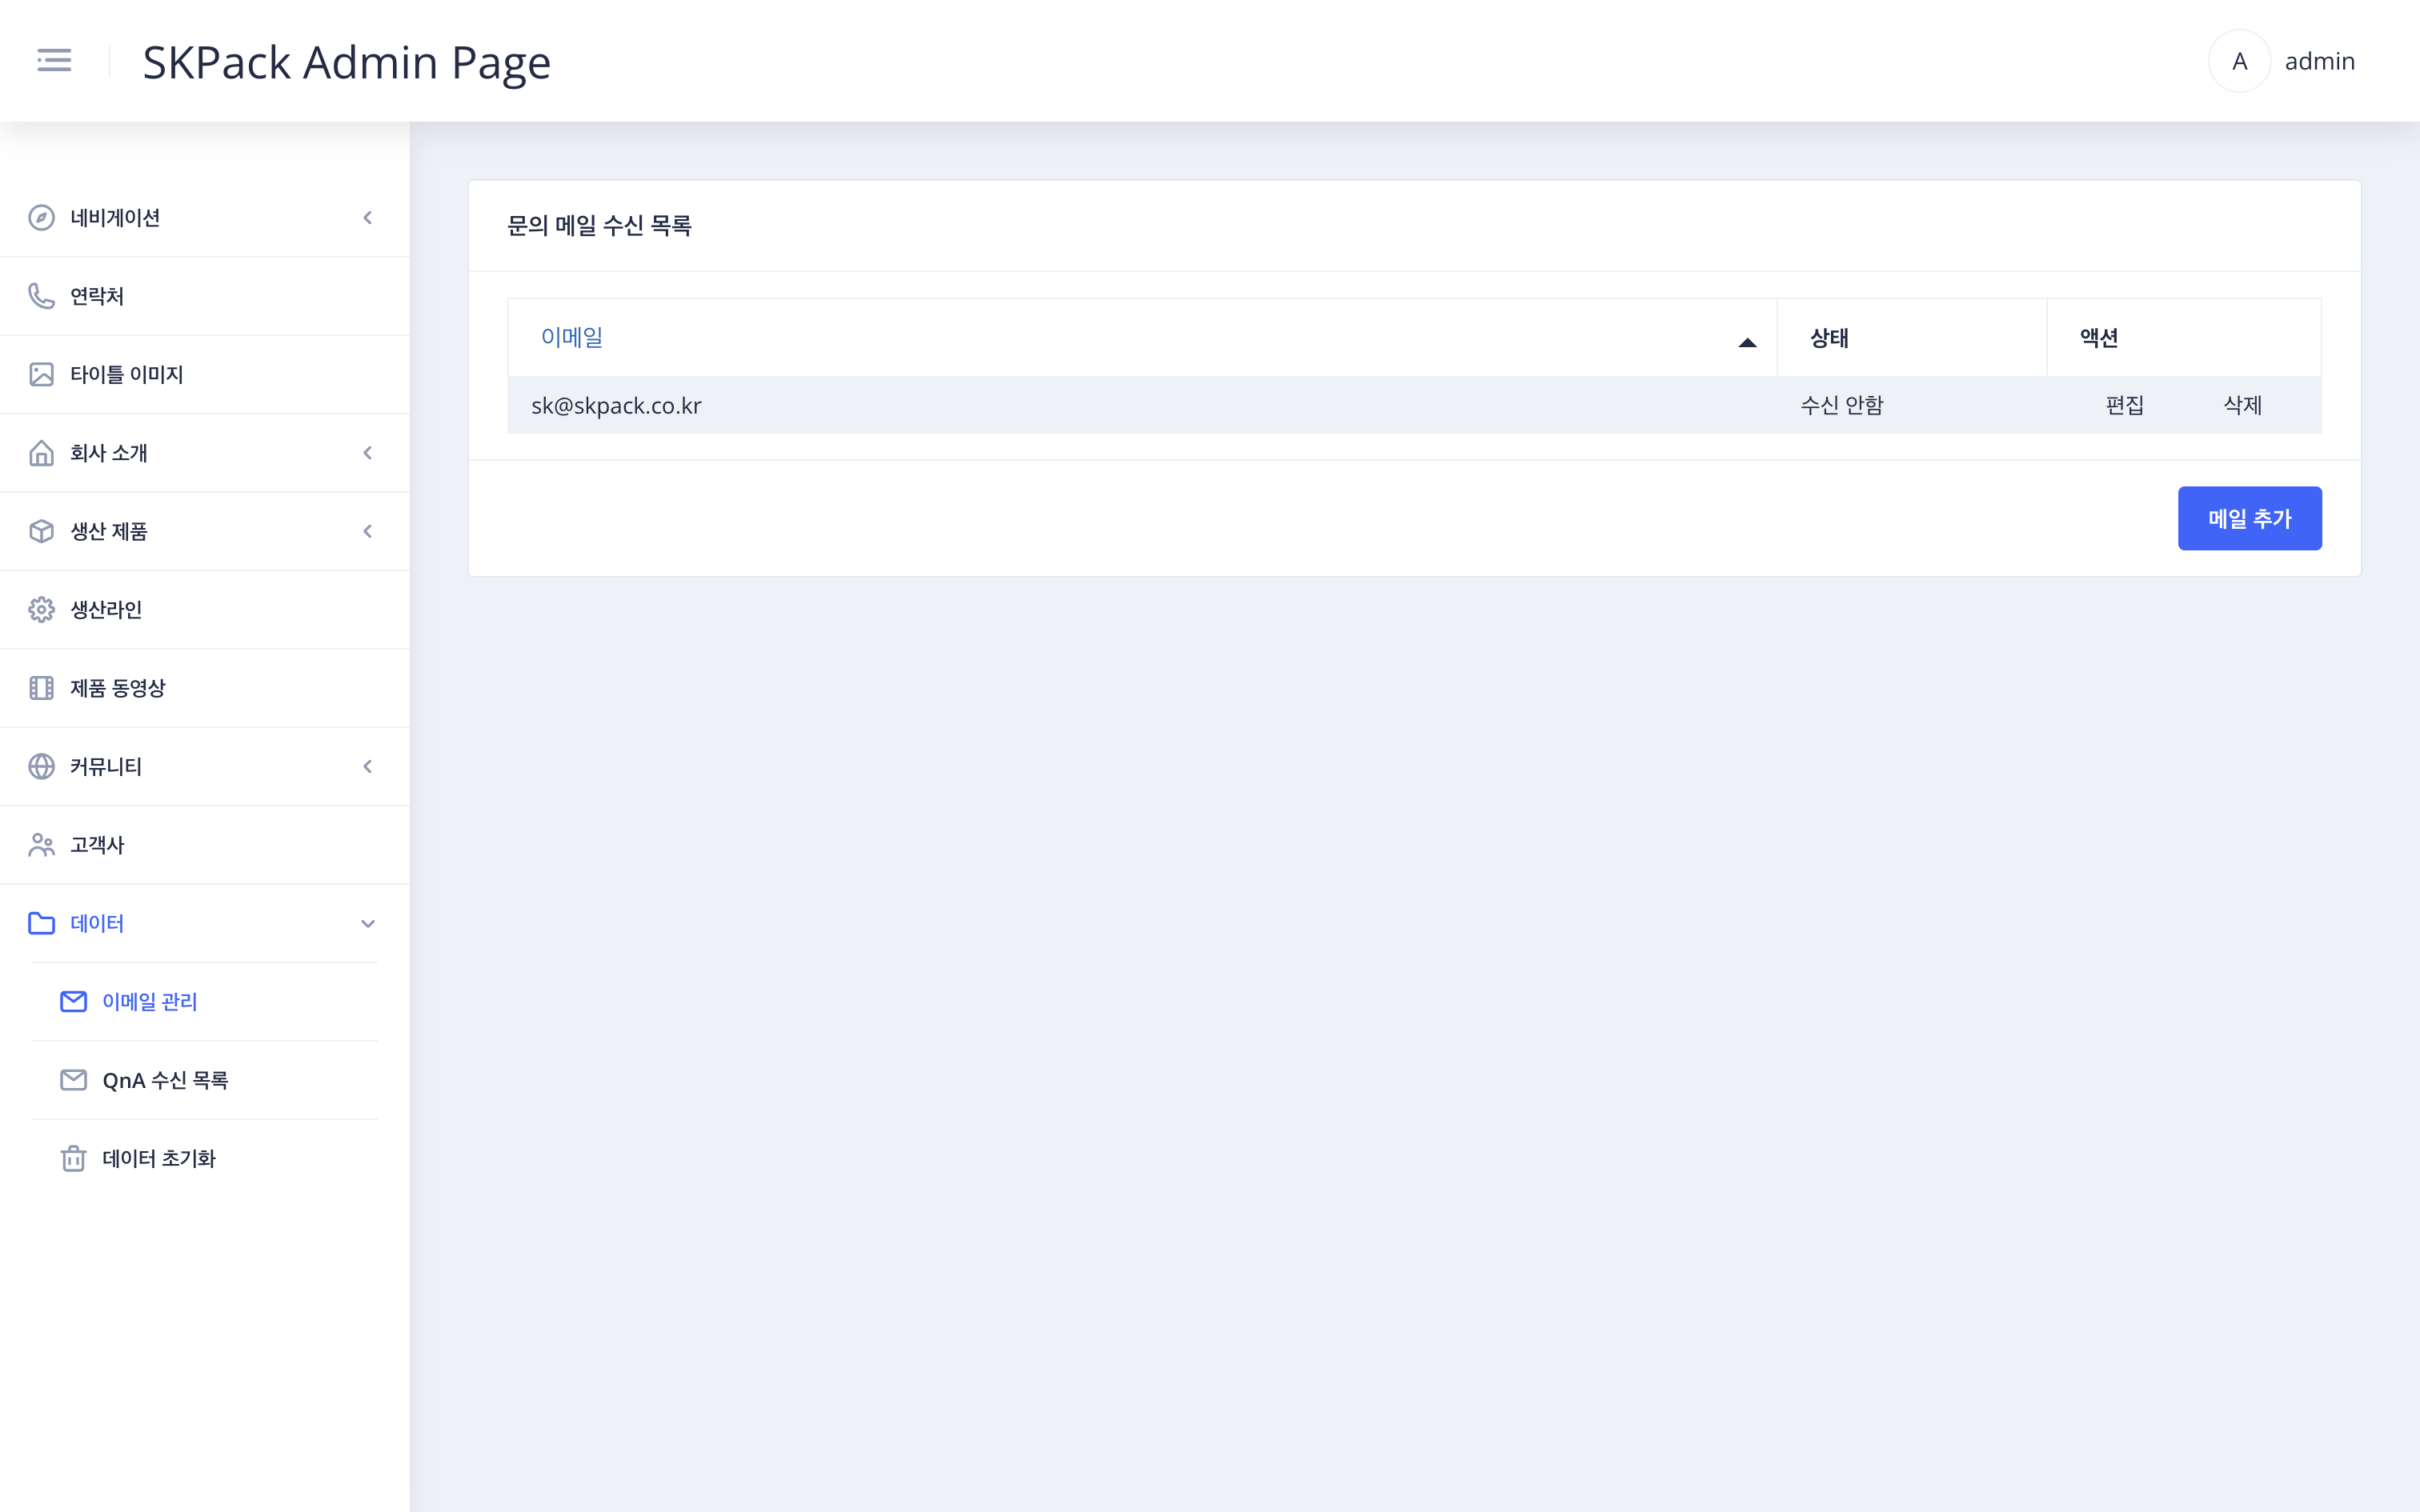 SKPack Admin Page
A admin
네비게이션
연락처
타이틀 이미지
회사 소개
생산 제품
생산라인
제품 동영상
커뮤니티
고객사
데이터
이메일 관리
QnA 수신 목록
데이터 초기화
문의 메일 수신 목록
이메일 상태 액션
sk@skpack.co.kr 수신 안함 편집 삭제
메일 추가